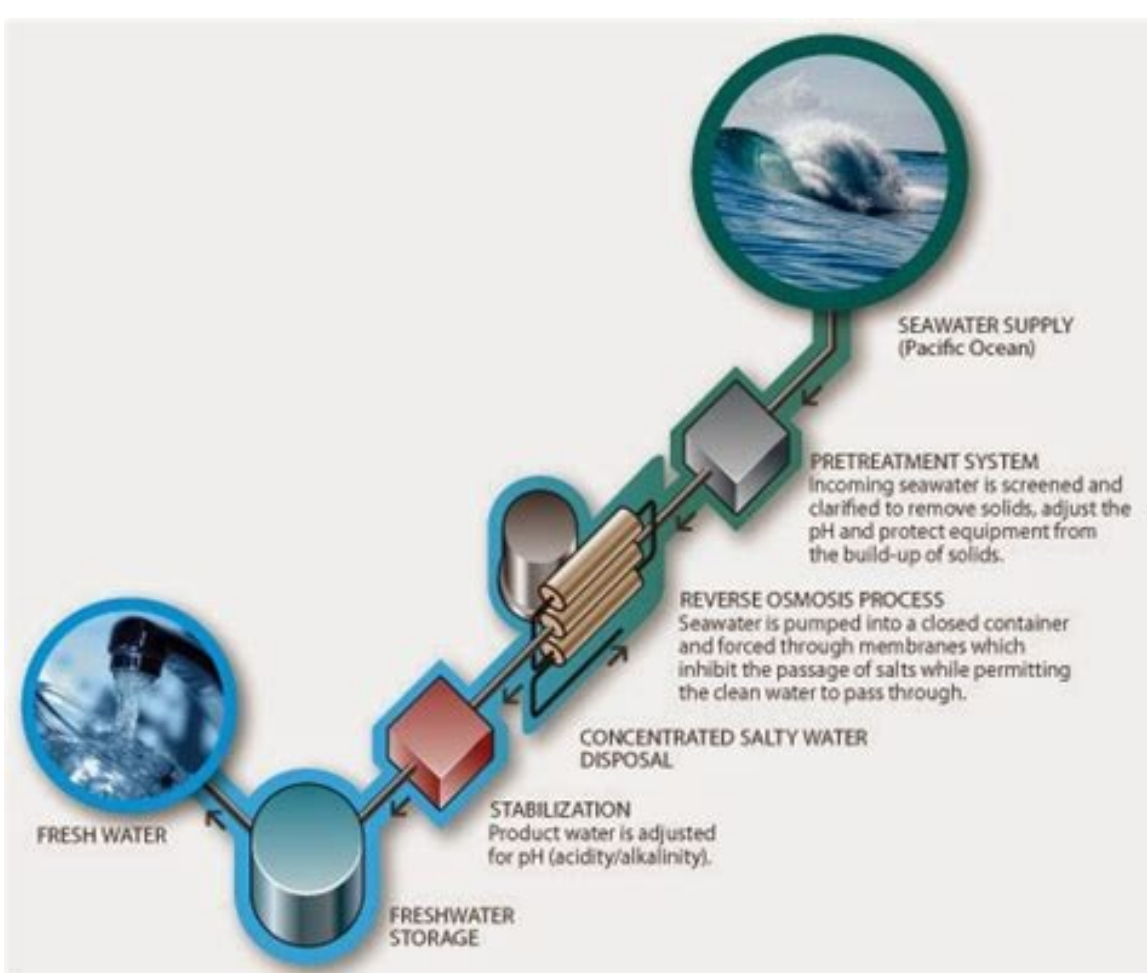 SEAWATER SUPPLY
(Pacific Ocean)
PRETREATMENT SYSTEM
Incoming seawater is screened and
clarified to remove solids, adjust the
pH and protect equipment from
the build-up of solids.
REVERSE OSMOSIS PROCESS
Seawater is pumped into a closed container
and forced through membranes which
inhibit the passage of salts while permitting
the clean water to pass through.
CONCENTRATED SALTY WATER
DISPOSAL
STABILIZATION
Product water is adjusted
for pH (acidity/alkalinity).
FRESH WATER
FRESHWATER
STORAGE